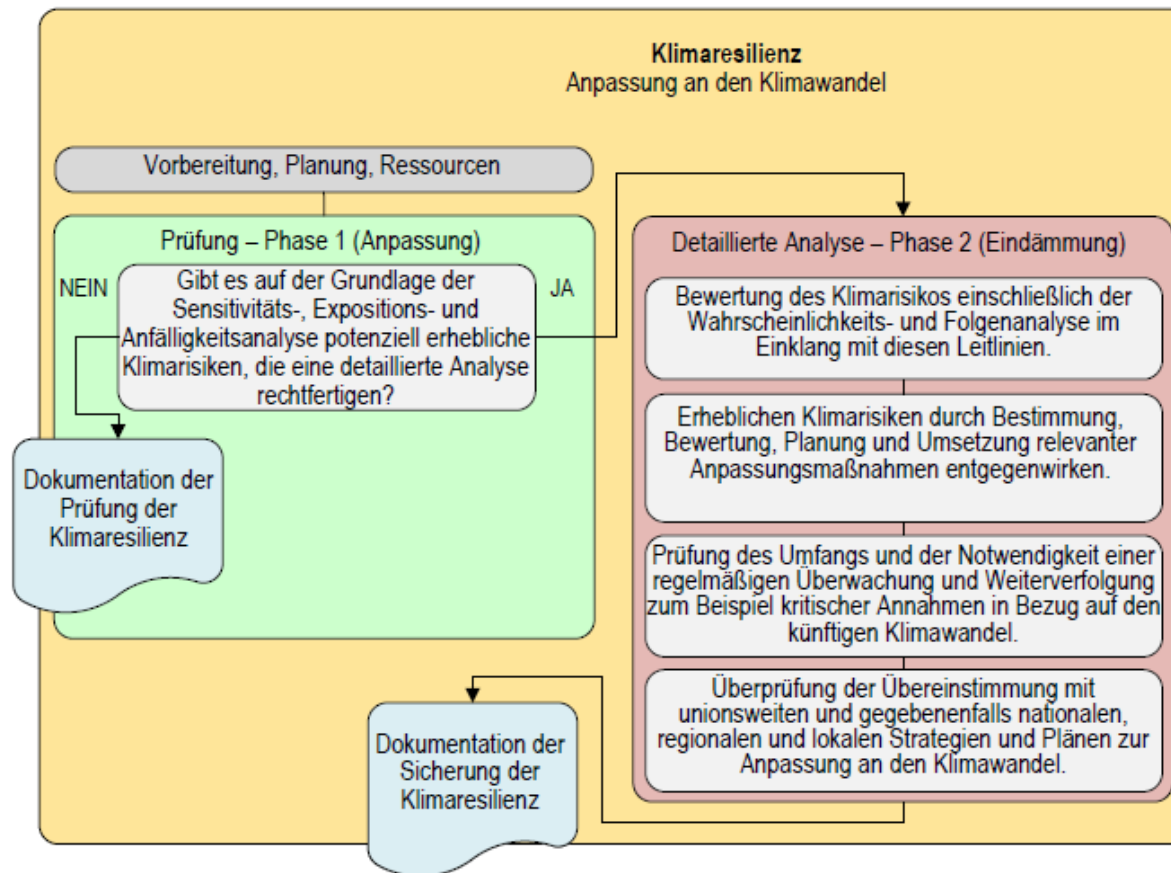 Klimaresilienz
Anpassung an den Klimawandel
Vorbereitung, Planung, Ressourcen
Prüfung – Phase 1 (Anpassung)
NEIN
Gibt es auf der Grundlage der
Sensitivitäts-, Expositions- und
Anfälligkeitsanalyse potenziell erhebliche
Klimarisiken, die eine detaillierte Analyse
rechtfertigen?
JA
Dokumentation der
Prüfung der
Klimaresilienz
Detaillierte Analyse – Phase 2 (Eindämmung)
Bewertung des Klimarisikos einschließlich der
Wahrscheinlichkeits- und Folgenanalyse im
Einklang mit diesen Leitlinien.
Erheblichen Klimarisiken durch Bestimmung,
Bewertung, Planung und Umsetzung relevanter
Anpassungsmaßnahmen entgegenwirken.
Prüfung des Umfangs und der Notwendigkeit einer
regelmäßigen Überwachung und Weiterverfolgung
zum Beispiel kritischer Annahmen in Bezug auf den
künftigen Klimawandel.
Überprüfung der Übereinstimmung mit
unionsweiten und gegebenenfalls nationalen,
regionalen und lokalen Strategien und Plänen zur
Anpassung an den Klimawandel.
Dokumentation der
Sicherung der
Klimaresilienz